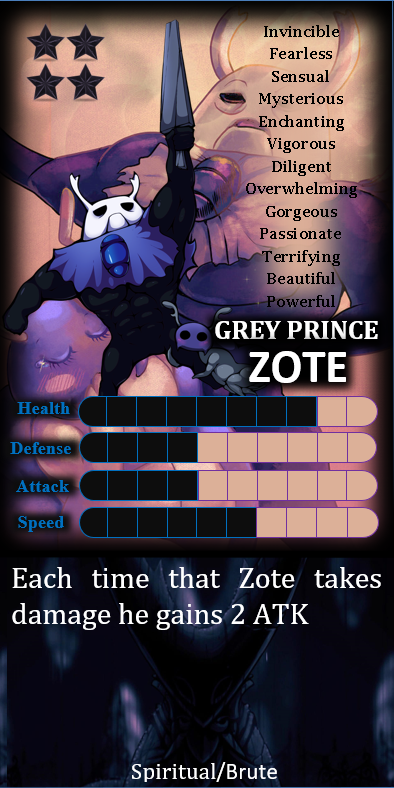 Invincible
Fearless
Sensual
Mysterious
Enchanting
Vigorous
Diligent
Overwhelming
Gorgeous
Passionate
Terrifying
Beautiful
Powerful
GREY PRINCE
ZOTE
Health
Defense
Attack
Speed
Each time that Zote takes
damage he gains 2 ATK
Spiritual/Brute